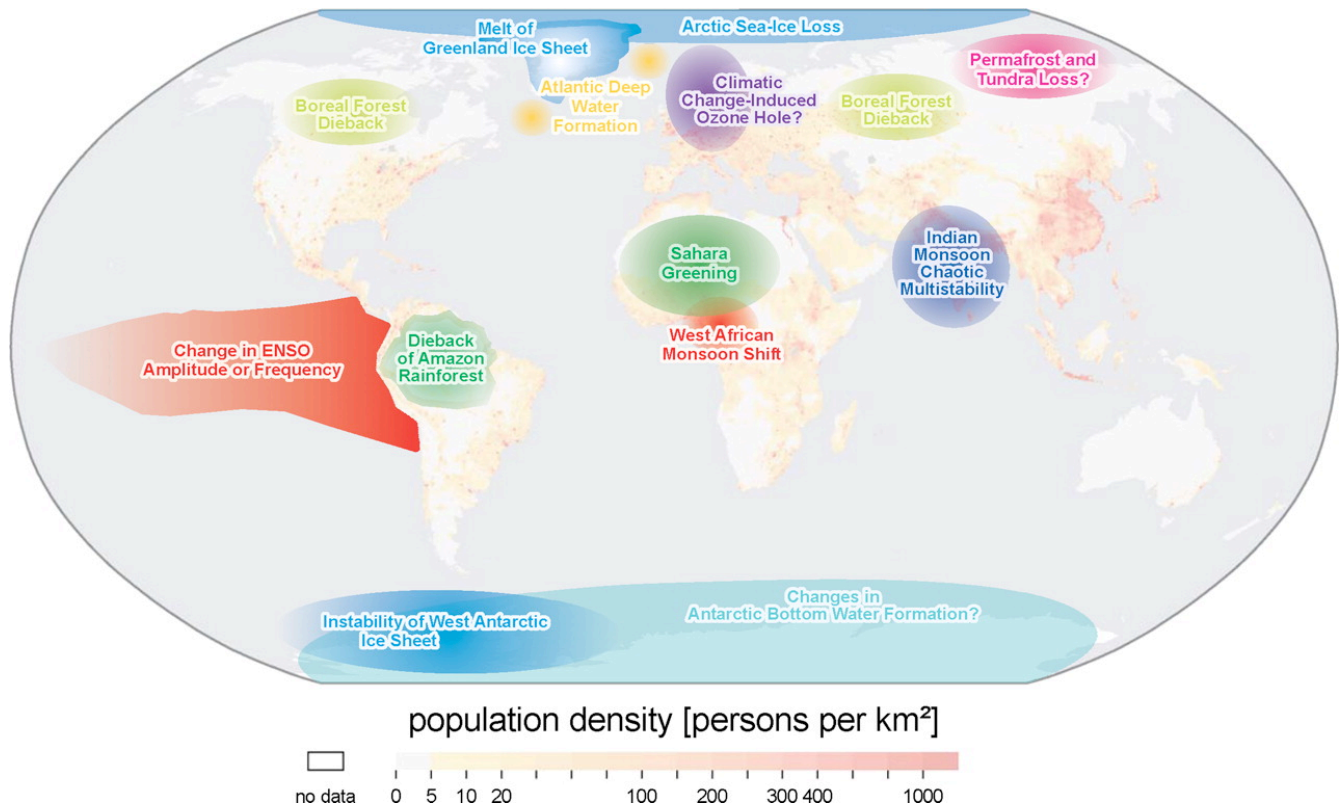 Melt of
Greenland Ice Sheet
Arctic Sea-Ice Loss
Permafrost and
Tundra Loss?
Boreal Forest
Dieback
Atlantic Deep
Water
Formation
Climatic
Change-Induced
Ozone Hole?
Boreal Forest
Dieback
Sahara
Greening
Indian
Monsoon
Chaotic
Multistability
West African
Monsoon Shift
Change in ENSO
Amplitude or Frequency
Dieback
of Amazon
Rainforest
Instability of West Antarctic
Ice Sheet
Changes in
Antarctic Bottom Water Formation?
population density [persons per km²]
no data 0 5 10 20 100 200 300 400 1000